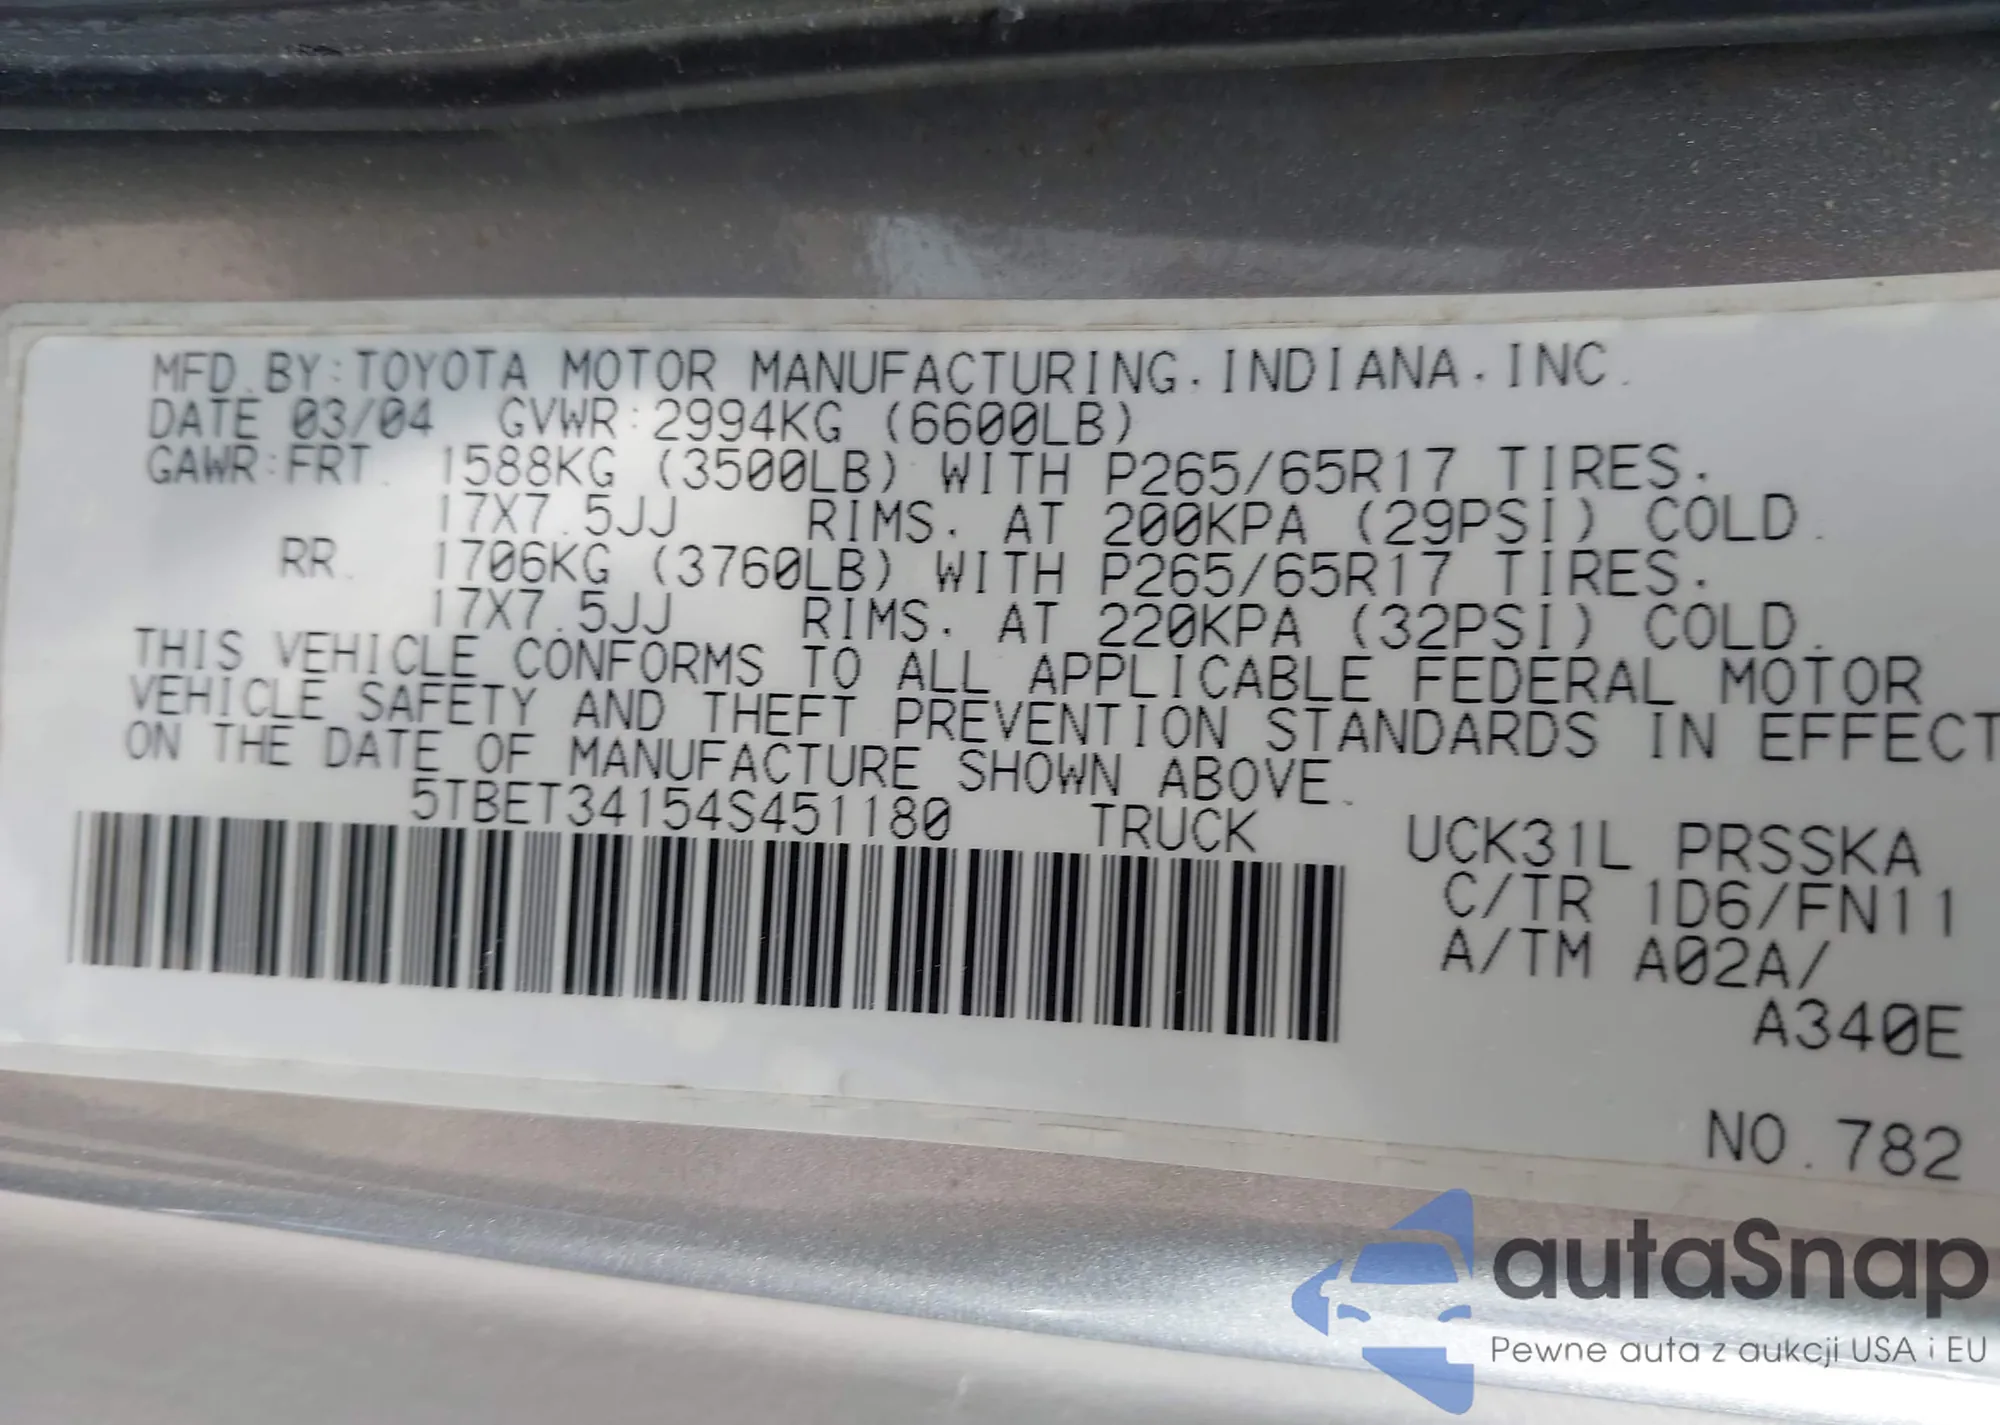 MFD.BY:TOYOTA MOTOR MANUFACTURING.INDIANA.INC.
DATE 03/04 GVWR:2994KG (6600LB)
GAWR:FRT. 1588KG (3500LB) WITH P265/65R17 TIRES.
17X7.5JJ RIMS. AT 200KPA (29PSI) COLD.
RR. 1706KG (3760LB) WITH P265/65R17 TIRES.
17X7.5JJ RIMS. AT 220KPA (32PSI) COLD.
THIS VEHICLE CONFORMS TO ALL APPLICABLE FEDERAL MOTOR
VEHICLE SAFETY AND THEFT PREVENTION STANDARDS IN EFFECT
ON THE DATE OF MANUFACTURE SHOWN ABOVE.
5TBET34154S451180 TRUCK UCK31L PRSSKA
C/TR 1D6/FN11
A/TM A02A/
A340E
NO.782
autaSnap
Pewne auta z aukcji USA i EU